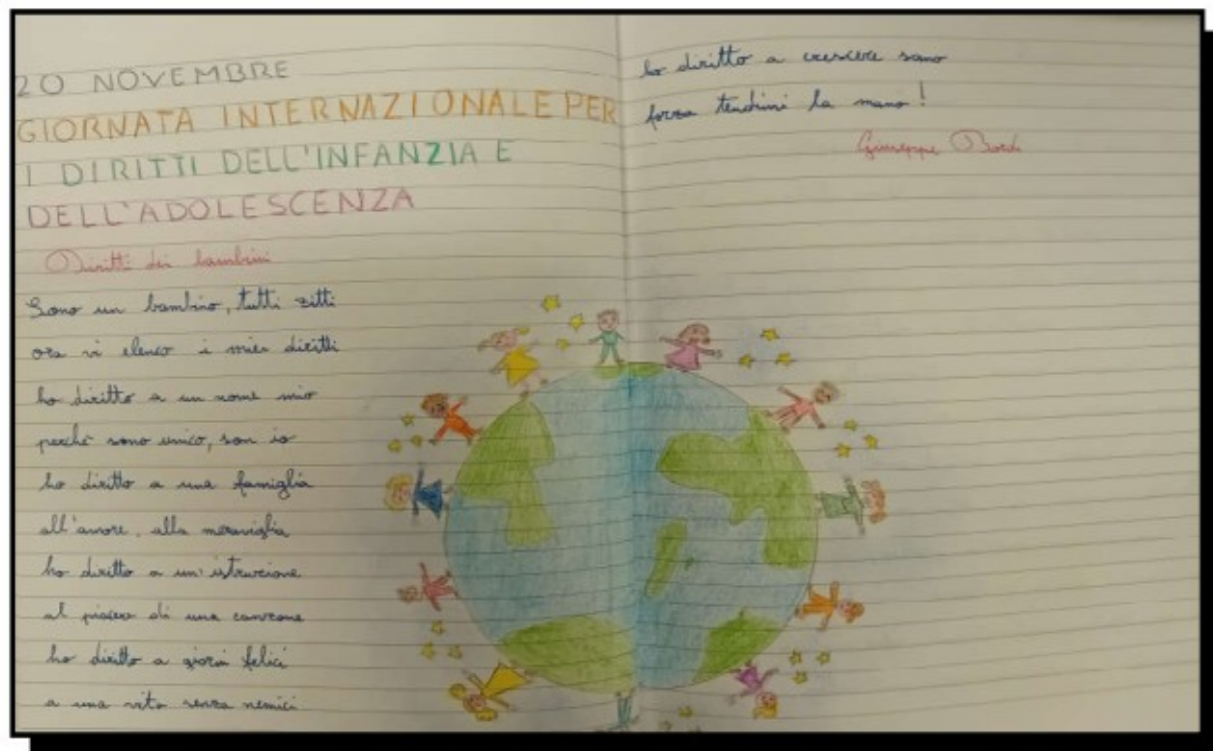 20 NOVEMBRE
GIORNATA INTERNAZIONALE PER
I DIRITTI DELL'INFANZIA E
DELL'ADOLESCENZA
Diritti dei bambini
Sono un bambino, tutti zitti
ora vi elenco i miei diritti
ho diritto a un nome mio
perché sono unico, son io
ho diritto a una famiglia
all'amore, alla meraviglia
ho diritto a un'istruzione
al piacere di una canzone
ho diritto a giorni felici
a una vita senza nemici
ho diritto a crescere sano
forza tendimi la mano!
Giuseppe Bordi